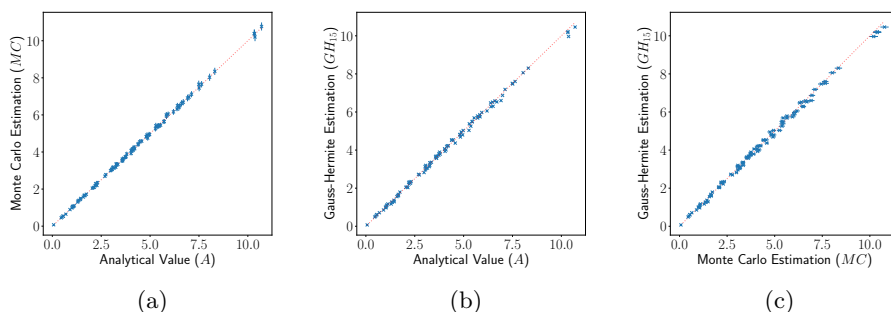 Monte Carlo Estimation (MC)
10
8
6
4
2
0
0.0 2.5 5.0 7.5 10.0
Analytical Value (A)
(a)
Gauss-Hermite Estimation (GH₁₅)
10
8
6
4
2
0
0.0 2.5 5.0 7.5 10.0
Analytical Value (A)
(b)
Gauss-Hermite Estimation (GH₁₅)
10
8
6
4
2
0
0.0 2.5 5.0 7.5 10.0
Monte Carlo Estimation (MC)
(c)